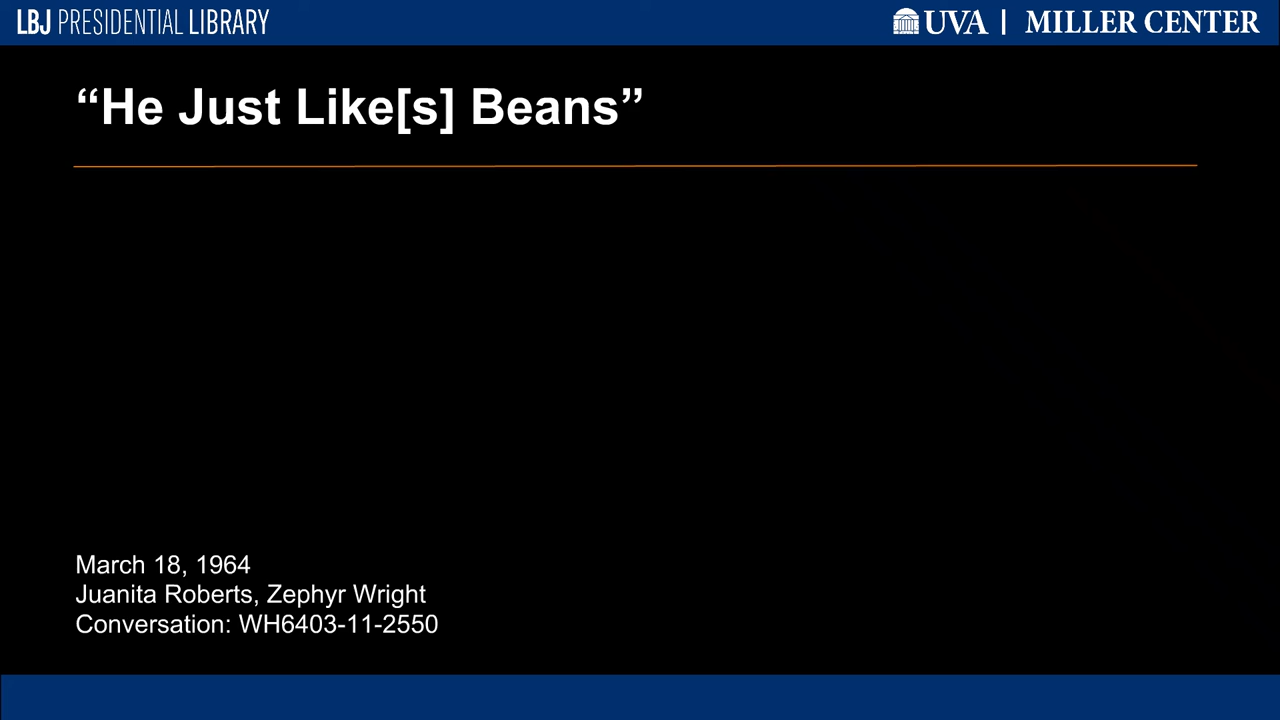 LBJ PRESIDENTIAL LIBRARY
UVA | MILLER CENTER
“He Just Like[s] Beans”
March 18, 1964
Juanita Roberts, Zephyr Wright
Conversation: WH6403-11-2550